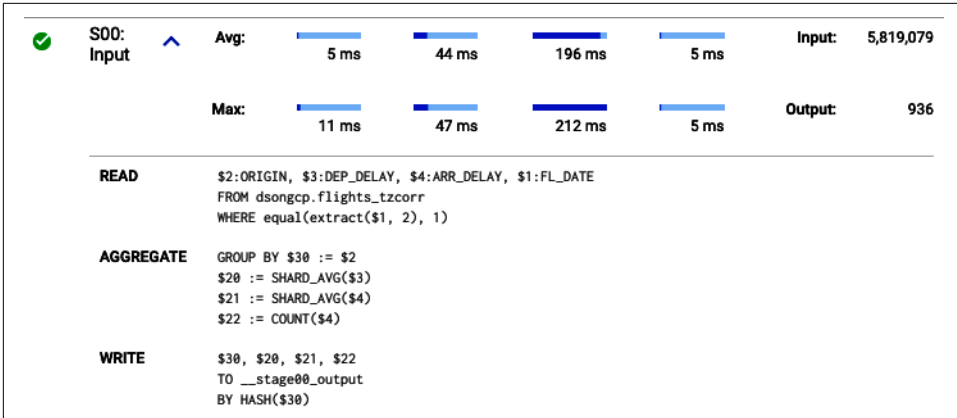 S00: Input Avg: 5 ms 44 ms 196 ms 5 ms Input: 5,819,079
Max: 11 ms 47 ms 212 ms 5 ms Output: 936
READ $2:ORIGIN, $3:DEP_DELAY, $4:ARR_DELAY, $1:FL_DATE
FROM dsongcp.flights_tzcorr
WHERE equal(extract($1, 2), 1)
AGGREGATE GROUP BY $30 := $2
$20 := SHARD_AVG($3)
$21 := SHARD_AVG($4)
$22 := COUNT($4)
WRITE $30, $20, $21, $22
TO __stage00_output
BY HASH($30)